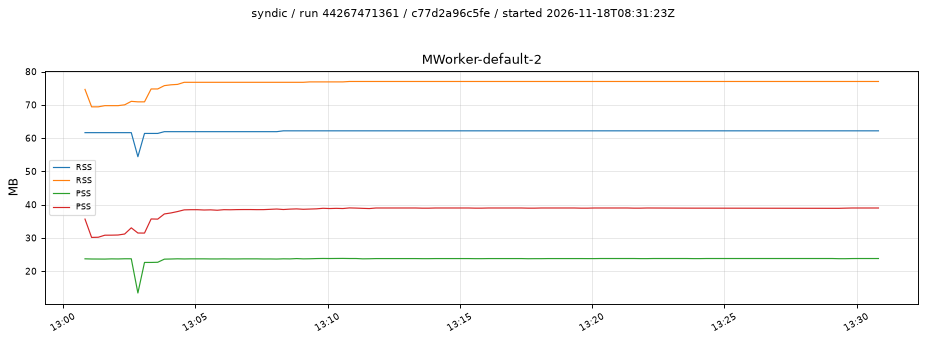 syndic / run 44267471361 / c77d2a96c5fe / started 2026-11-18T08:31:23Z
MWorker-default-2
80
70
60
50
40
30
20
MB
RSS
RSS
PSS
PSS
13:00
13:05
13:10
13:15
13:20
13:25
13:30